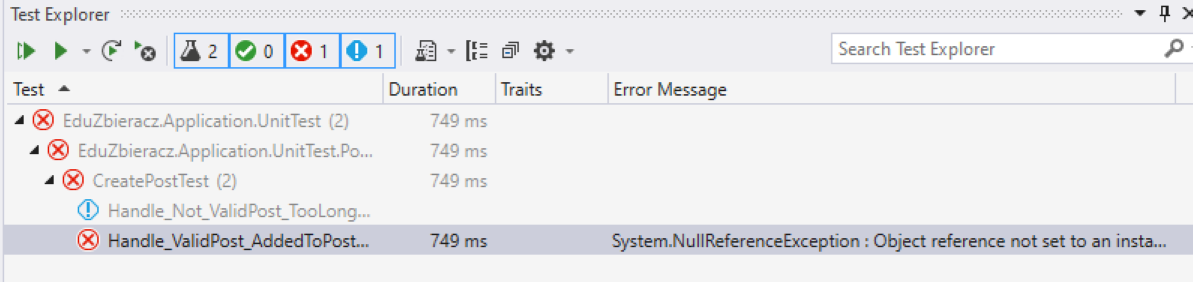 Test Explorer
2 0 1 1
Search Test Explorer
Test Duration Traits Error Message
EduZbieracz.Application.UnitTest (2) 749 ms
EduZbieracz.Application.UnitTest.Po... 749 ms
CreatePostTest (2) 749 ms
Handle_Not_ValidPost_TooLong...
Handle_ValidPost_AddedToPost... 749 ms System.NullReferenceException : Object reference not set to an insta...